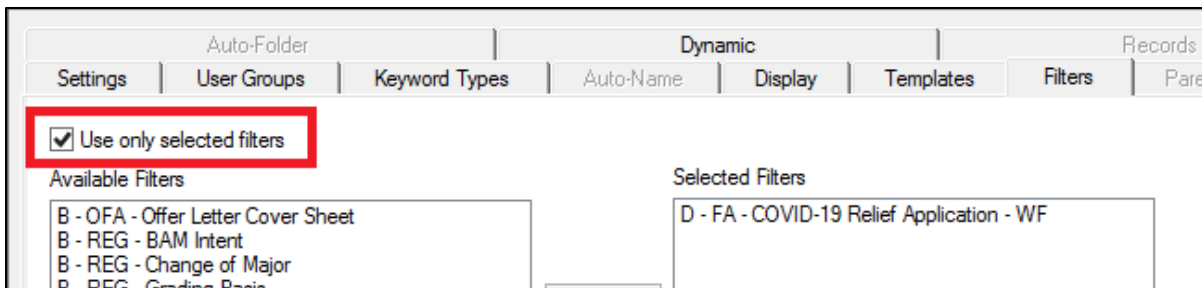 Auto-Folder Dynamic Records
Settings User Groups Keyword Types Auto-Name Display Templates Filters Pare
Use only selected filters
Available Filters Selected Filters
B - OFA - Offer Letter Cover Sheet D - FA - COVID-19 Relief Application - WF
B - REG - BAM Intent
B - REG - Change of Major
B - REG - Grading Basis